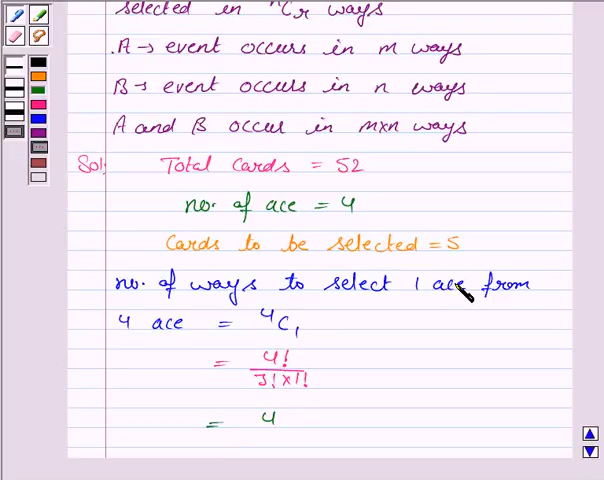 selected in ⁿCr ways
.A → event occurs in m ways
B → event occurs in n ways
A and B occur in m×n ways
Sol: Total Cards = 52
no. of ace = 4
Cards to be selected = 5
no. of ways to select 1 ace from
4 ace = ⁴C₁
= 4! / 3! × 1!
= 4